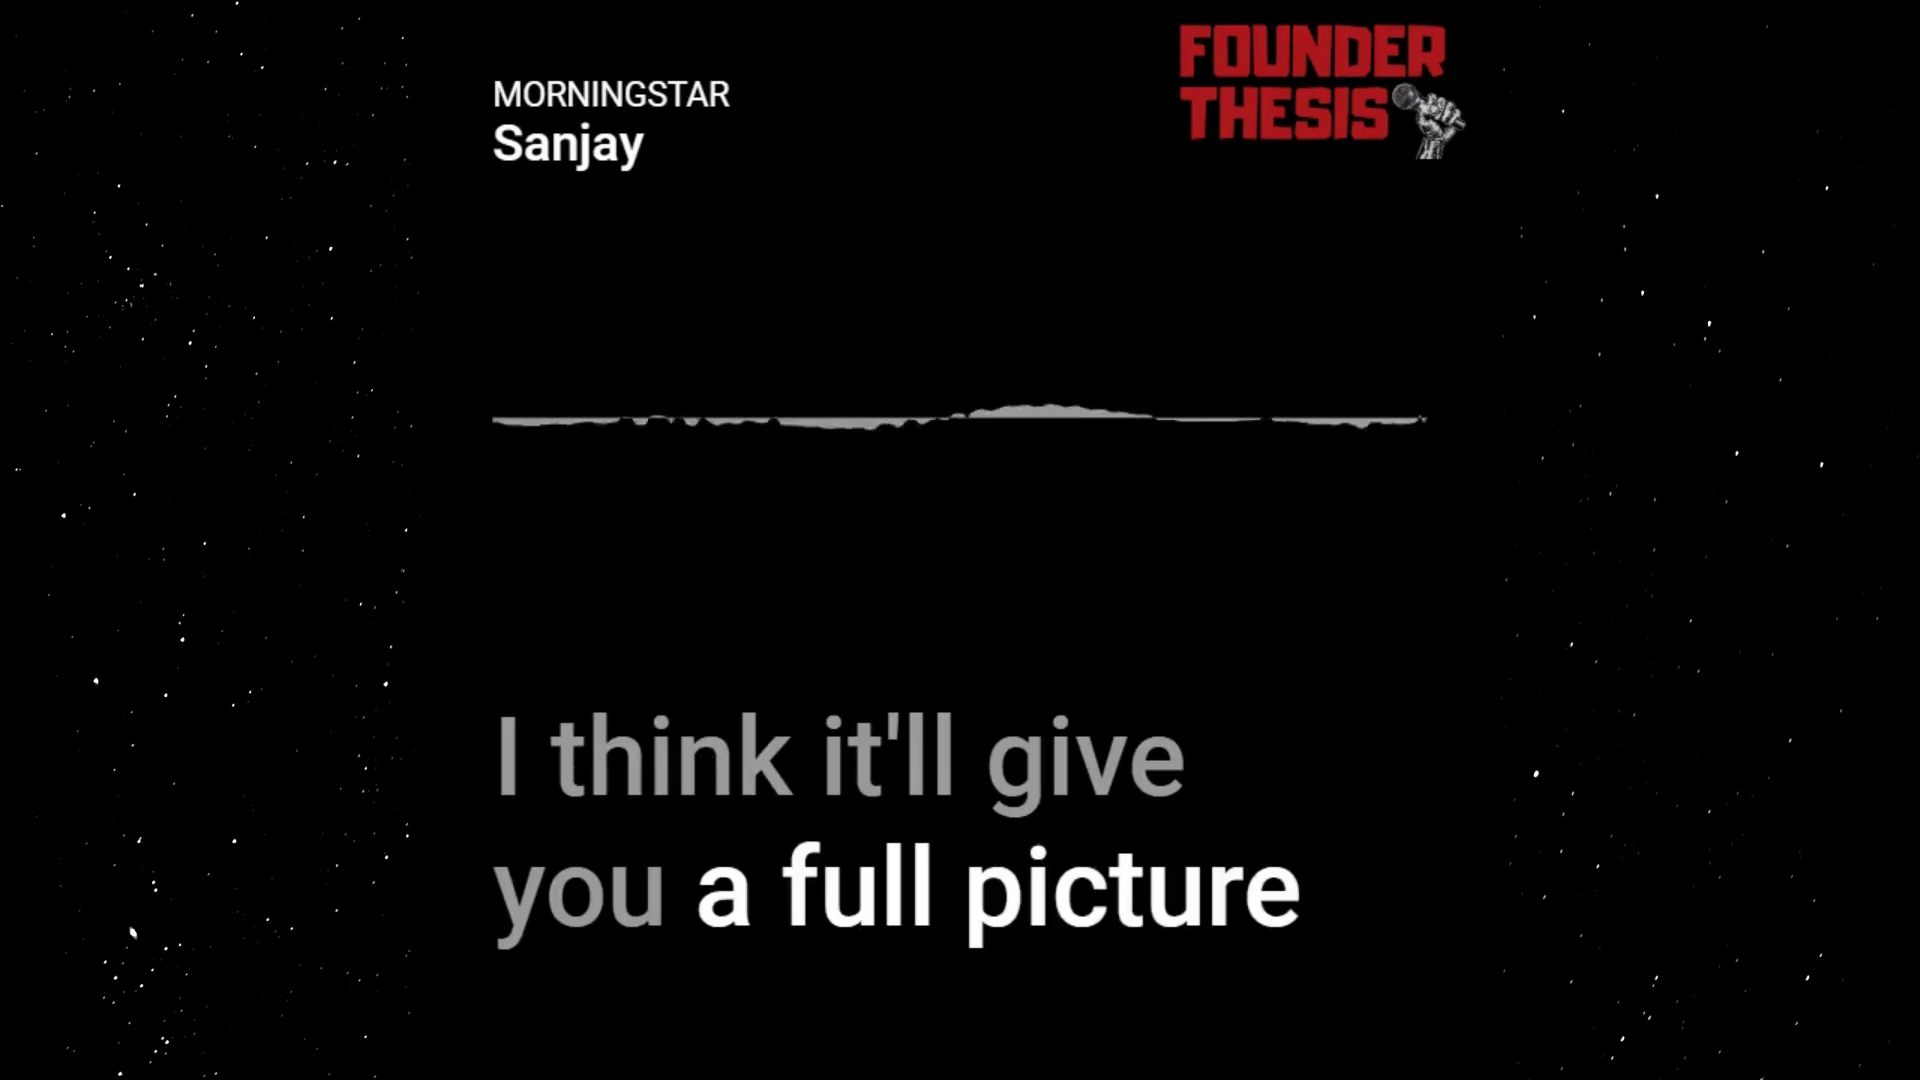 MORNINGSTAR
Sanjay
FOUNDER
THESIS
I think it'll give
you a full picture